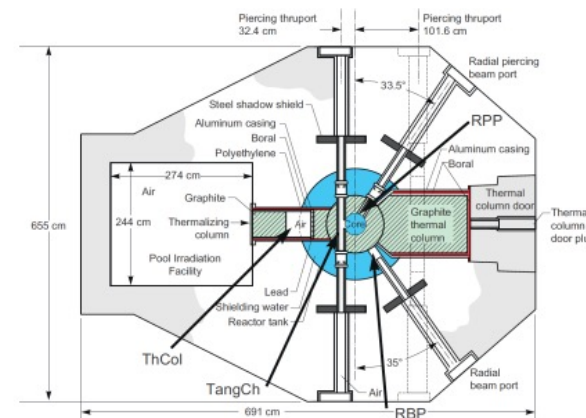 Piercing thruport
32.4 cm
Piercing thruport
101.6 cm
Radial piercing
beam port
33.5°
Steel shadow shield
Aluminum casing
Boral
Polyethylene
RPP
Aluminum casing
Boral
274 cm
Air
Graphite
244 cm
Thermalizing
column
Pool Irradiation
Facility
655 cm
Air
Core
Graphite
thermal
column
Thermal
column door
Thermal
column
door plu
Lead
Shielding water
Reactor tank
ThCol
TangCh
Air
35°
RBP
Radial
beam port
691 cm